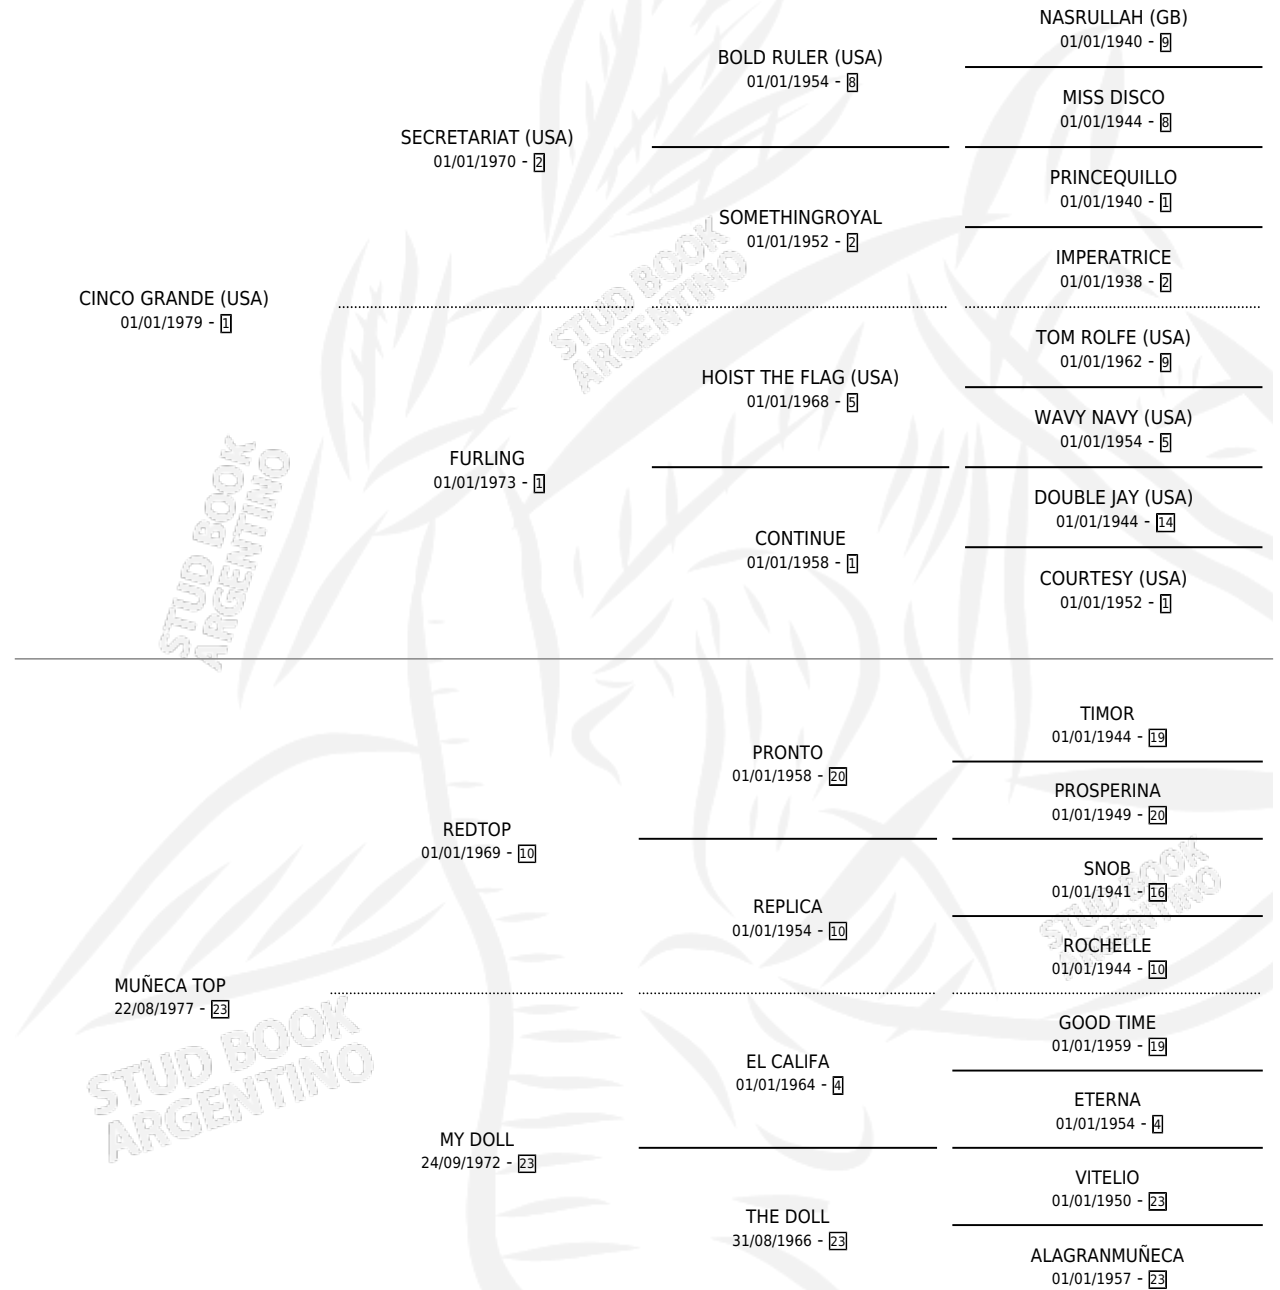 NASRULLAH (GB)
01/01/1940 - 9
BOLD RULER (USA)
01/01/1954 - 8
MISS DISCO
01/01/1944 - 8
SECRETARIAT (USA)
01/01/1970 - 2
PRINCEQUILLO
01/01/1940 - 1
SOMETHINGROYAL
01/01/1952 - 2
IMPERATRICE
01/01/1938 - 2
CINCO GRANDE (USA)
01/01/1979 - 1
TOM ROLFE (USA)
01/01/1962 - 9
HOIST THE FLAG (USA)
01/01/1968 - 5
WAVY NAVY (USA)
01/01/1954 - 5
FURLING
01/01/1973 - 1
DOUBLE JAY (USA)
01/01/1944 - 14
CONTINUE
01/01/1958 - 1
COURTESY (USA)
01/01/1952 - 1
TIMOR
01/01/1944 - 19
PRONTO
01/01/1958 - 20
PROSPERINA
01/01/1949 - 20
REDTOP
01/01/1969 - 10
SNOB
01/01/1941 - 16
REPLICA
01/01/1954 - 10
ROCHELLE
01/01/1944 - 10
MUÑECA TOP
22/08/1977 - 23
GOOD TIME
01/01/1959 - 19
EL CALIFA
01/01/1964 - 4
ETERNA
01/01/1954 - 4
MY DOLL
24/09/1972 - 23
VITELIO
01/01/1950 - 23
THE DOLL
31/08/1966 - 23
ALAGRANMUÑECA
01/01/1957 - 23
STUD BOOK
ARGENTINO
STUD BOOK
ARGENTINO
STUD BOOK
ARGENTINO
STUD BOOK
ARGENTINO